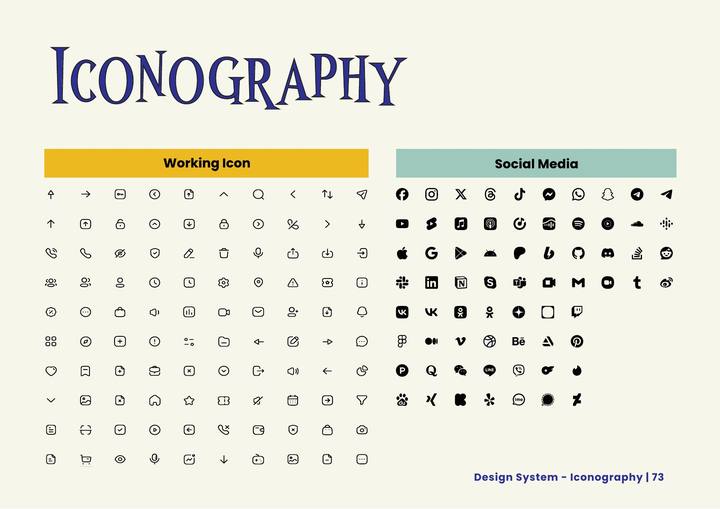 ICONOGRAPHY
Working Icon
Social Media
Design System - Iconography | 73